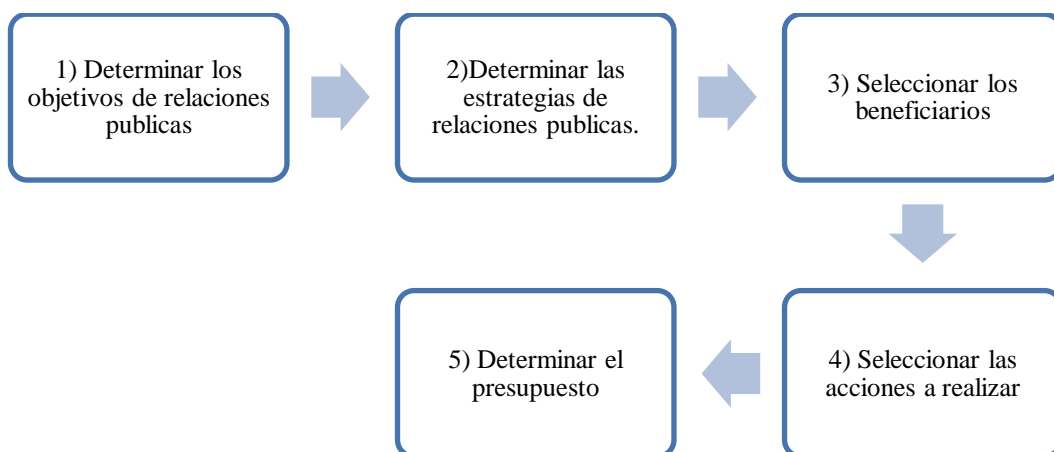 1) Determinar los
objetivos de relaciones
publicas
2)Determinar las
estrategias de
relaciones publicas.
3) Seleccionar los
beneficiarios
4) Seleccionar las
acciones a realizar
5) Determinar el
presupuesto